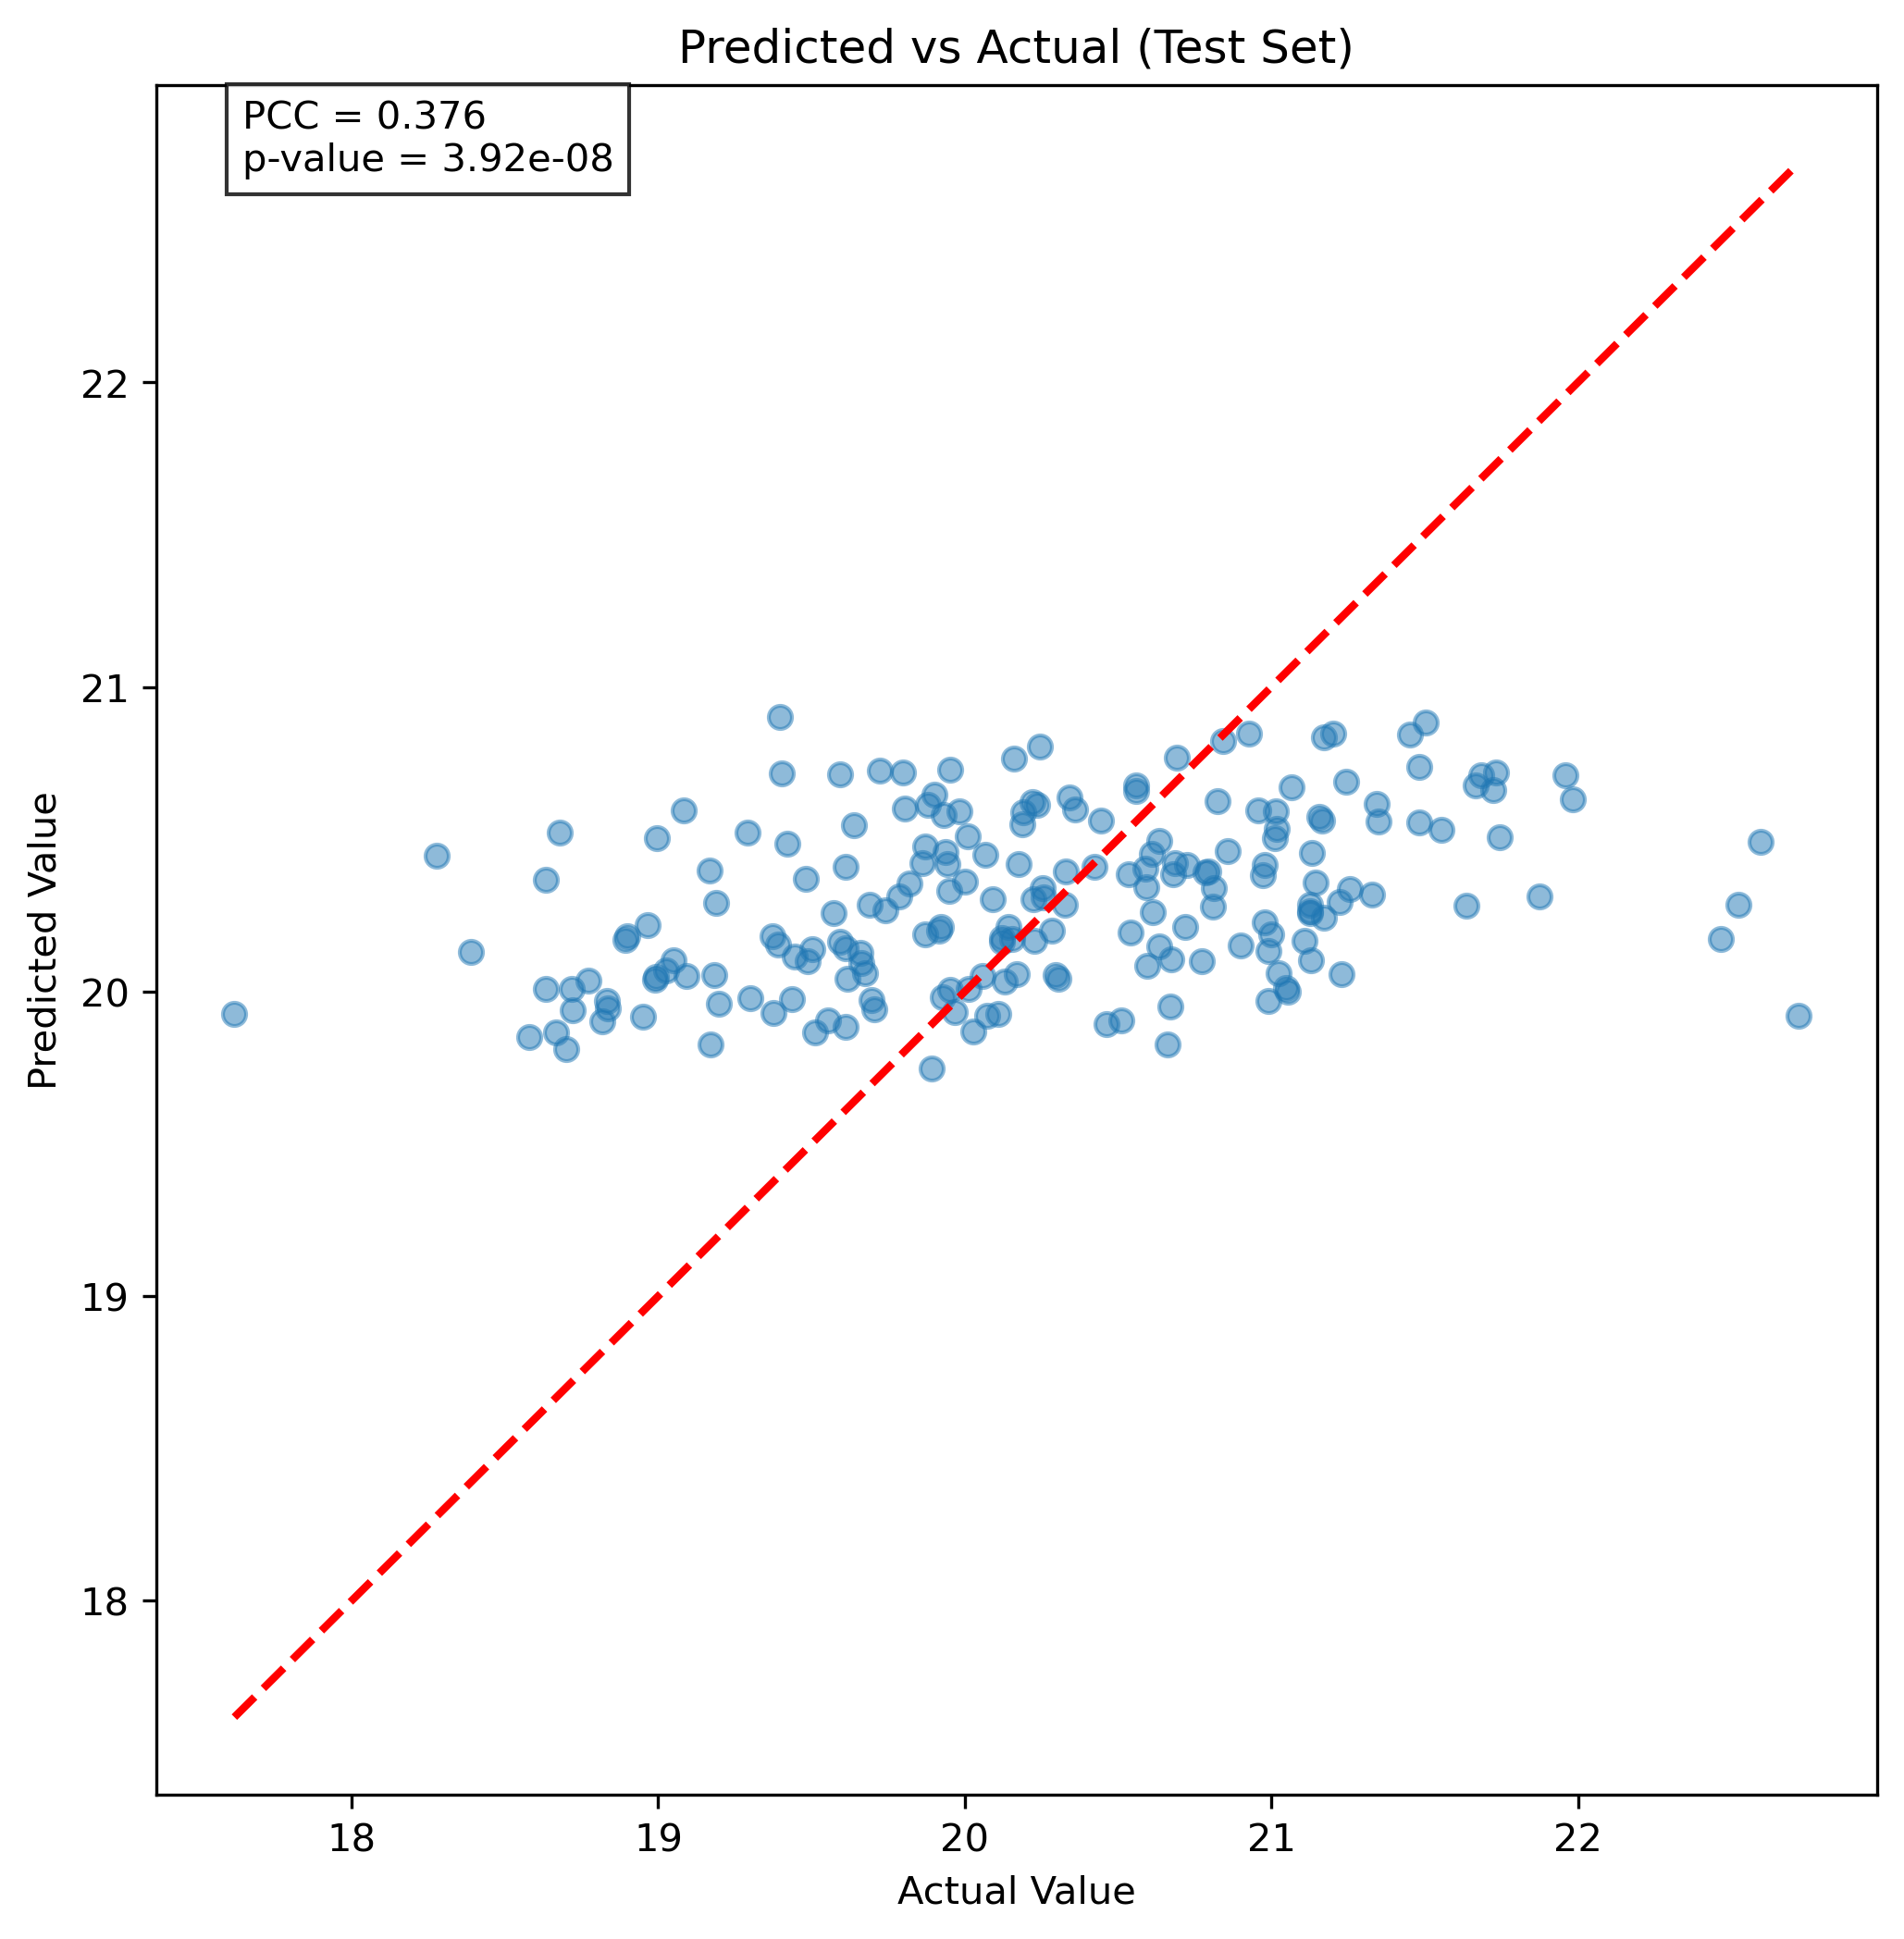 Predicted vs Actual (Test Set)
PCC = 0.376
p-value = 3.92e-08
Predicted Value
22
21
20
19
18
18 19 20 21 22
Actual Value